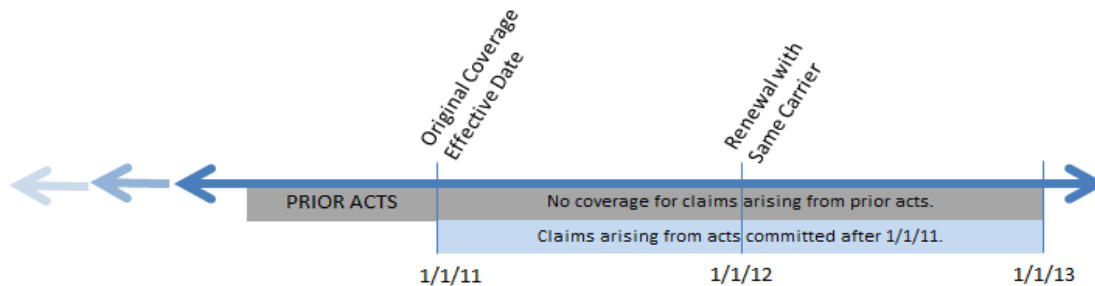 Original Coverage
Effective Date
Renewal with
Same Carrier
PRIOR ACTS
No coverage for claims arising from prior acts.
Claims arising from acts committed after 1/1/11.
1/1/11
1/1/12
1/1/13